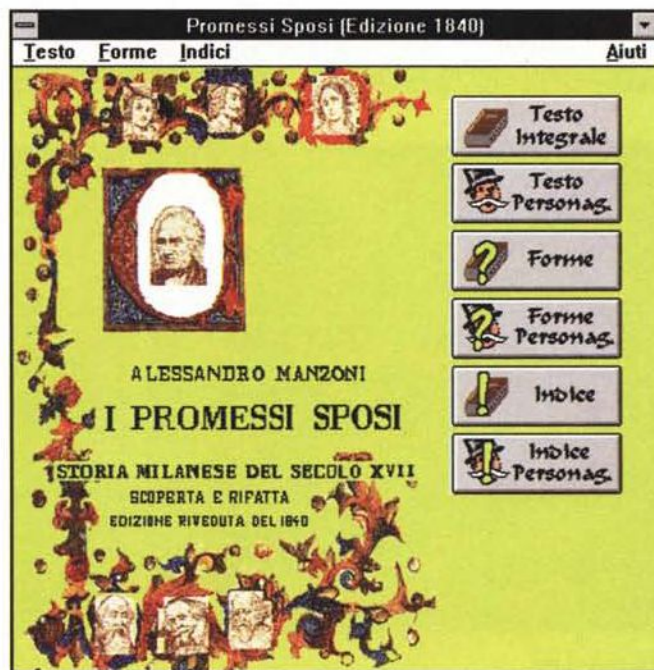 Promessi Sposi (Edizione 1840)
Testo Forme Indici Aiuti
Testo
Integrale
Testo
Personag.
Forme
Forme
Personag.
Indice
Indice
Personag.
ALESSANDRO MANZONI
I PROMESSI SPOSI
STORIA MILANESE DEL SECOLO XVII
SCOPERTA E RIFATTA
EDIZIONE RIVEDUTA DEL 1840